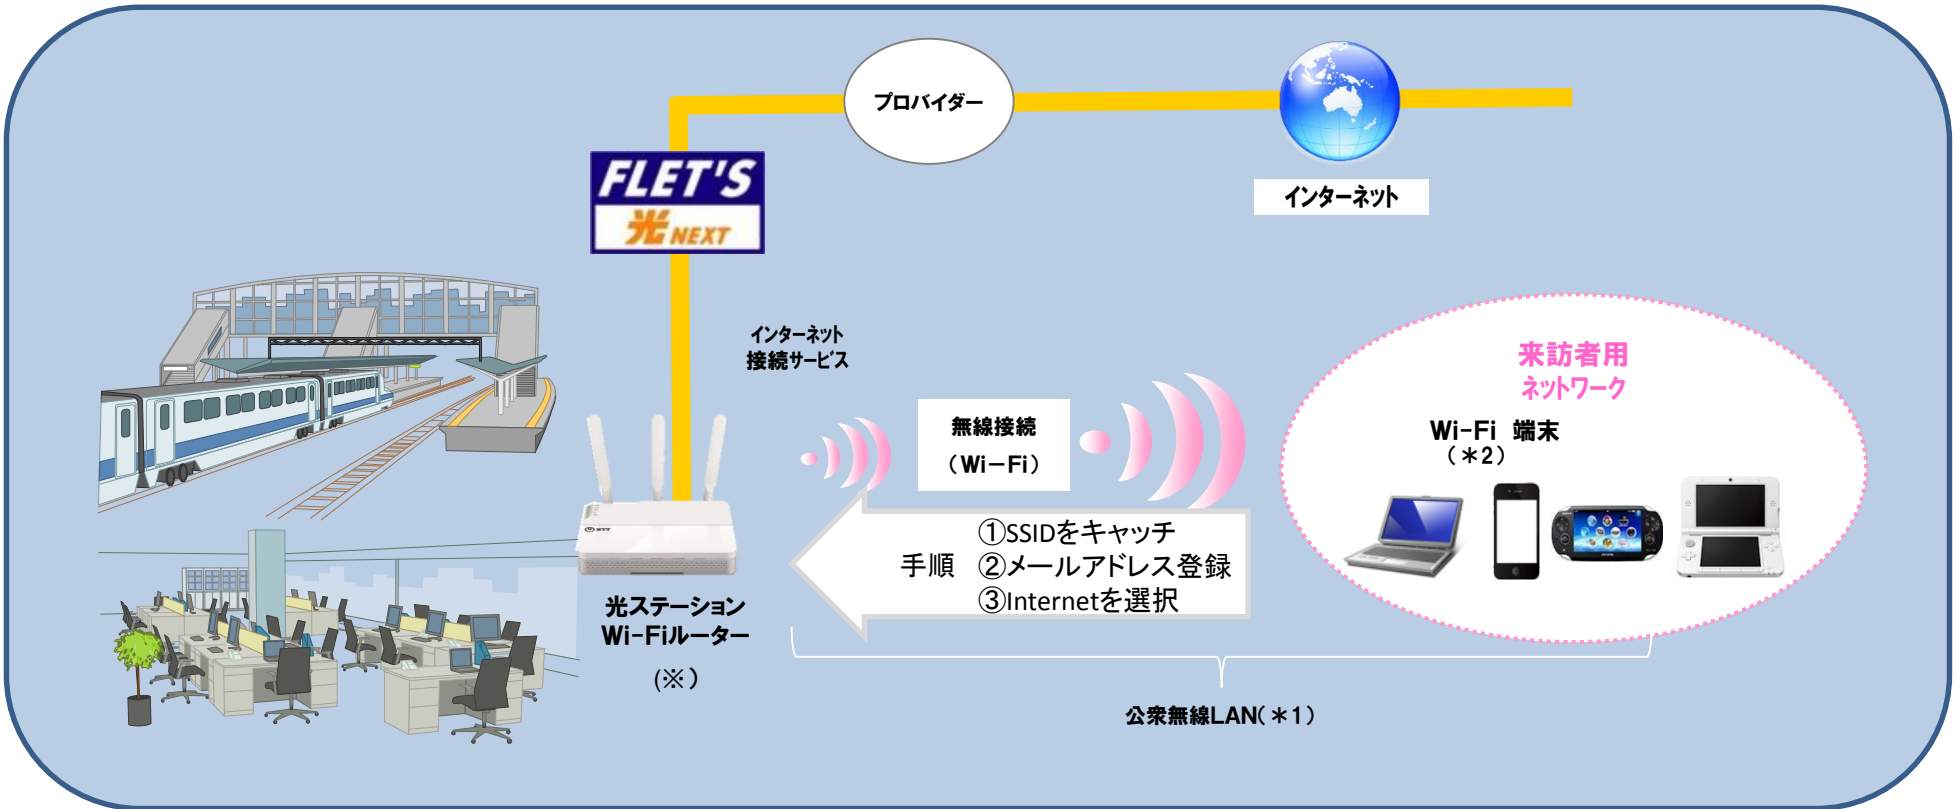 プロバイダー
インターネット
FLET'S
光 NEXT
インターネット
接続サービス
無線接続
(Wi-Fi)
来訪者用
ネットワーク
Wi-Fi 端末
(*2)
NTT
手順
①SSIDをキャッチ
②メールアドレス登録
③Internetを選択
光ステーション
Wi-Fiルーター
(※)
公衆無線LAN(*1)